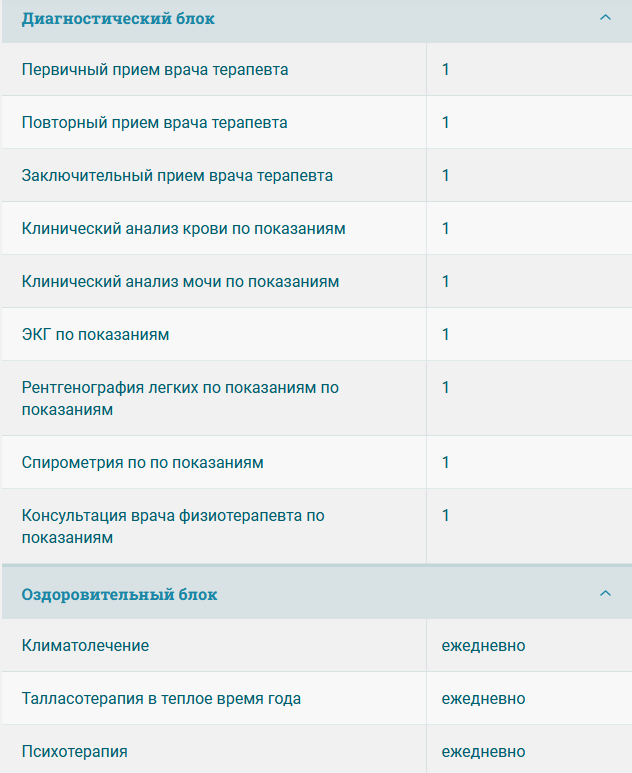 Диагностический блок
Первичный прием врача терапевта 1
Повторный прием врача терапевта 1
Заключительный прием врача терапевта 1
Клинический анализ крови по показаниям 1
Клинический анализ мочи по показаниям 1
ЭКГ по показаниям 1
Рентгенография легких по показаниям по 1
показаниям
Спирометрия по по показаниям 1
Консультация врача физиотерапевта по 1
показаниям
Оздоровительный блок
Климатолечение ежедневно
Талласотерапия в теплое время года ежедневно
Психотерапия ежедневно